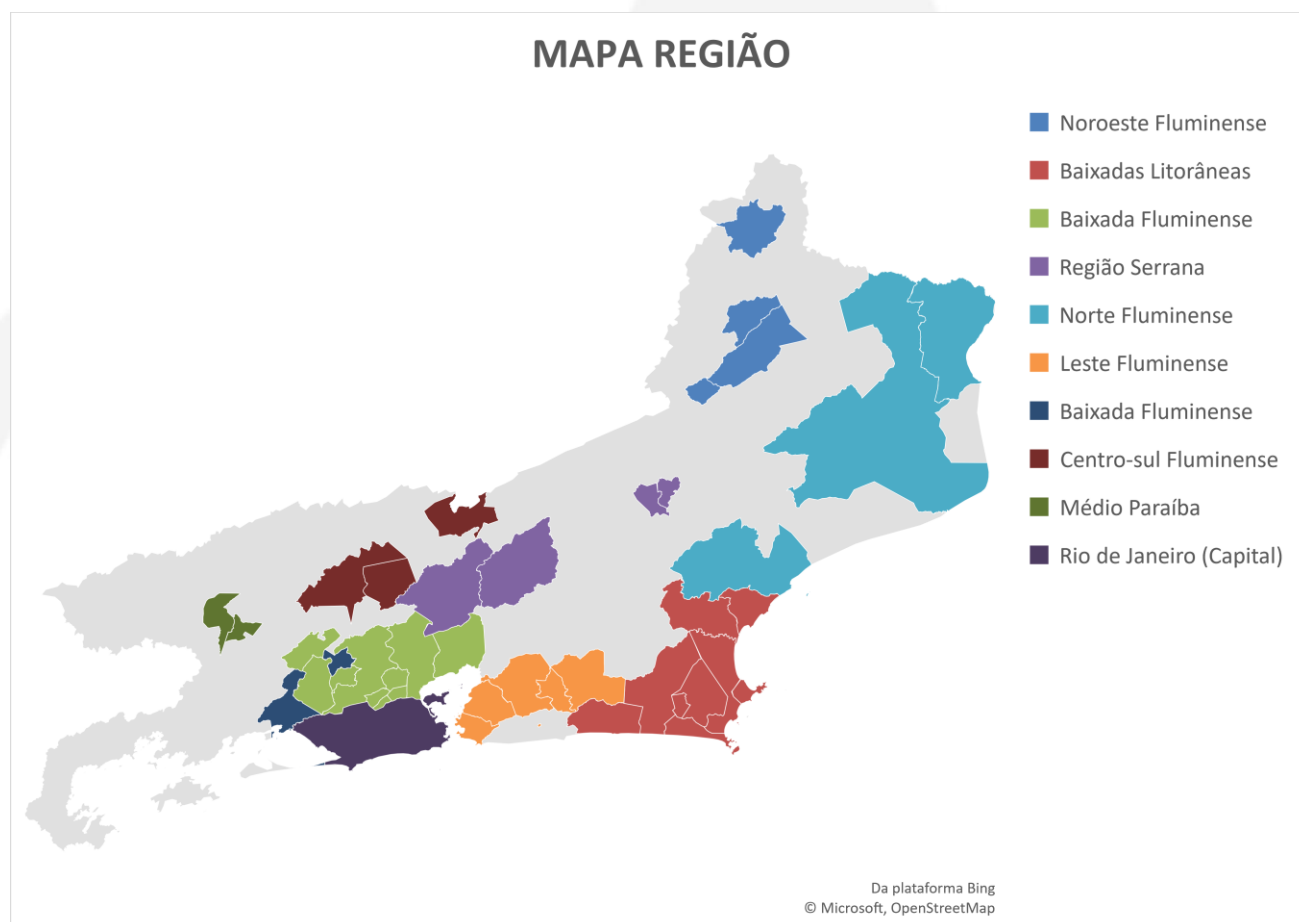 MAPA REGIÃO
Noroeste Fluminense
Baixadas Litorâneas
Baixada Fluminense
Região Serrana
Norte Fluminense
Leste Fluminense
Baixada Fluminense
Centro-sul Fluminense
Médio Paraíba
Rio de Janeiro (Capital)
Da plataforma Bing
© Microsoft, OpenStreetMap